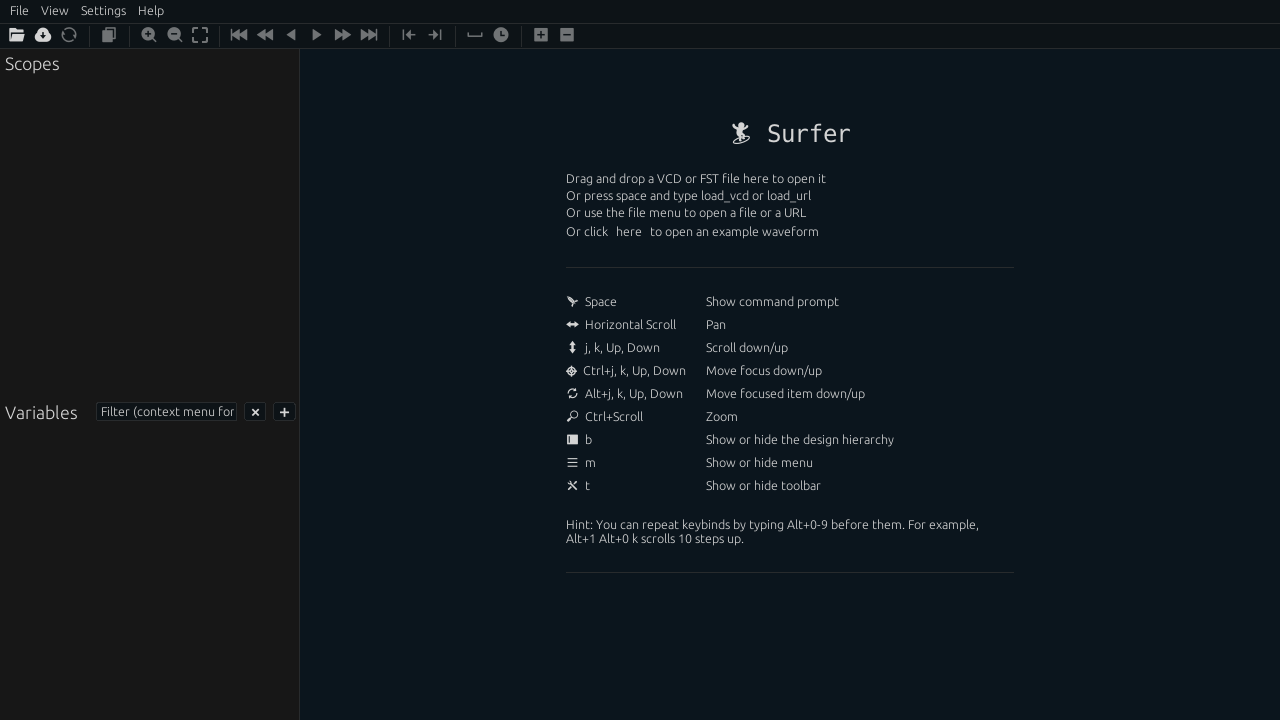 File View Settings Help
Scopes
Surfer
Drag and drop a VCD or FST file here to open it
Or press space and type load_vcd or load_url
Or use the file menu to open a file or a URL
Or click here to open an example waveform
Space Show command prompt
Horizontal Scroll Pan
j, k, Up, Down Scroll down/up
Ctrl+j, k, Up, Down Move focus down/up
Alt+j, k, Up, Down Move focused item down/up
Ctrl+Scroll Zoom
Variables Filter (context menu for
b Show or hide the design hierarchy
m Show or hide menu
t Show or hide toolbar
Hint: You can repeat keybinds by typing Alt+0-9 before them. For example,
Alt+1 Alt+0 k scrolls 10 steps up.